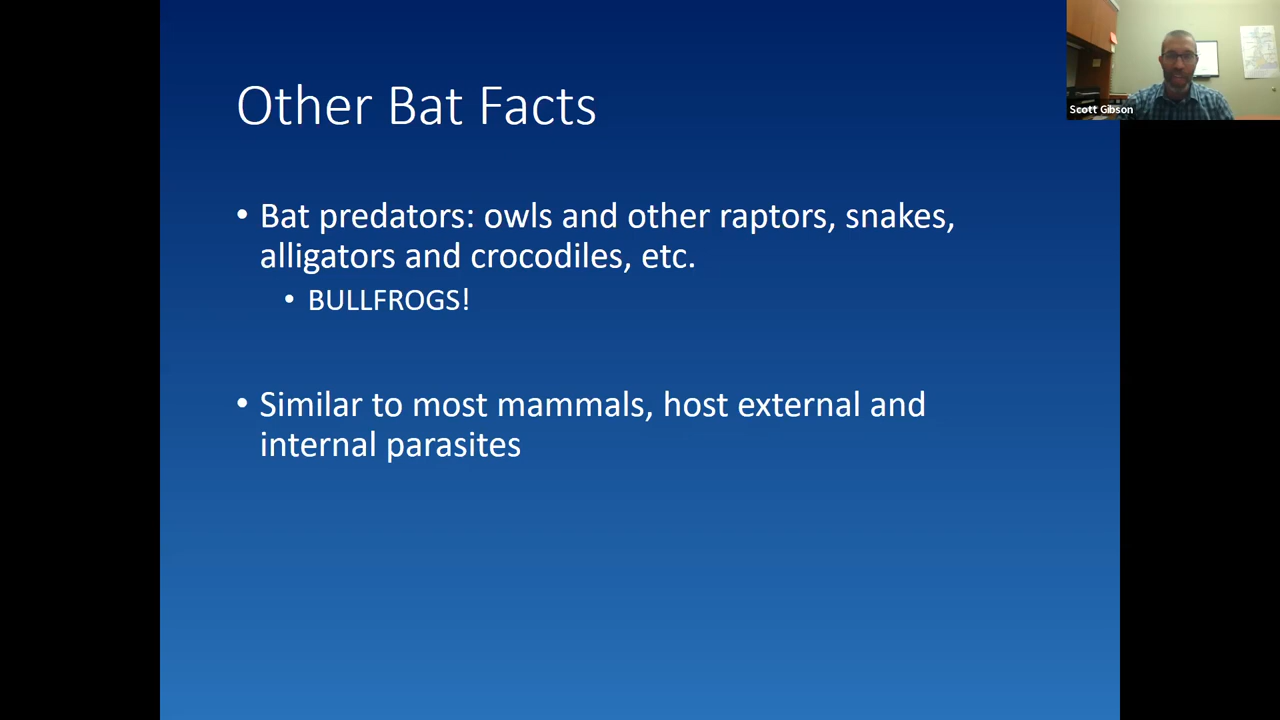 Other Bat Facts
Scott Gibson
• Bat predators: owls and other raptors, snakes,
alligators and crocodiles, etc.
• BULLFROGS!
• Similar to most mammals, host external and
internal parasites